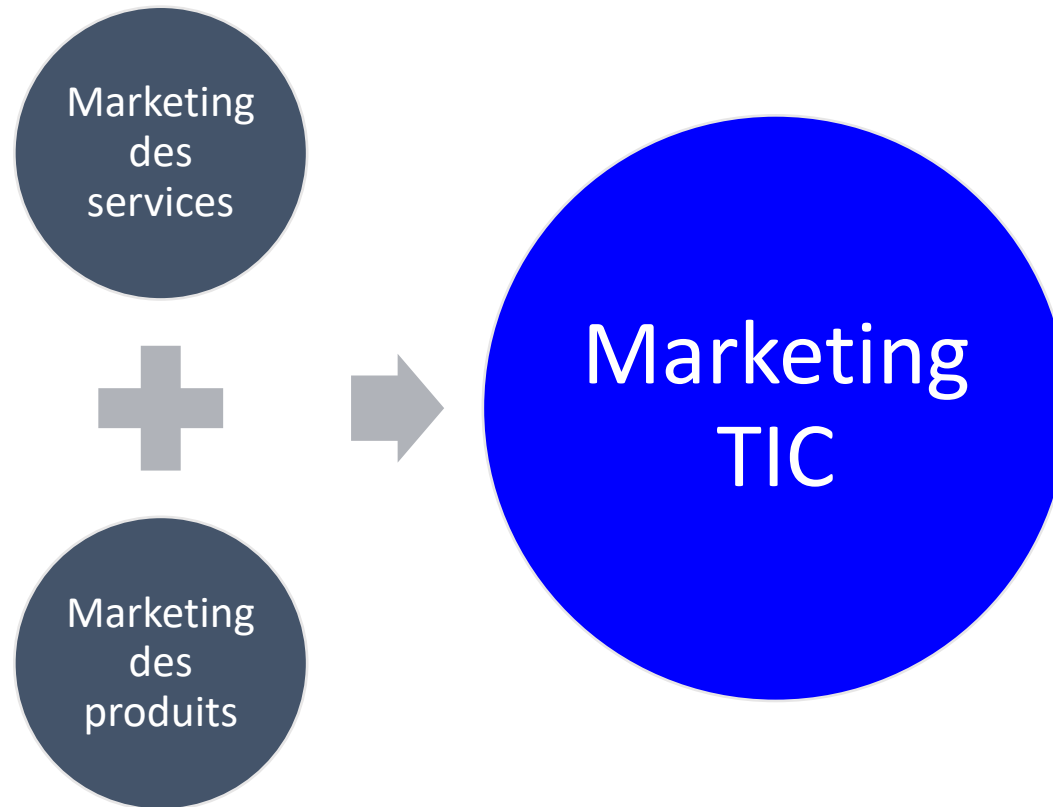 Marketing
des
services
Marketing
des
produits
Marketing
TIC